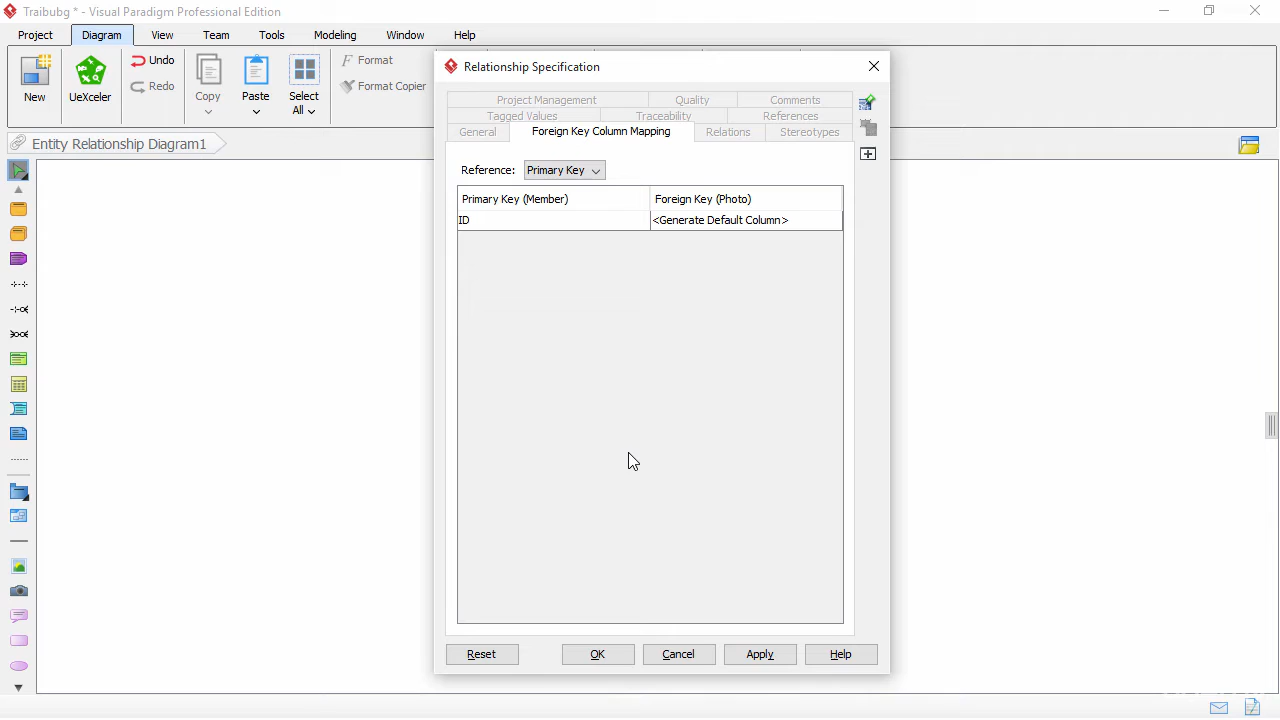 Traibubg * - Visual Paradigm Professional Edition
Project Diagram View Team Tools Modeling Window Help
New
UeXceler
Undo
Redo
Copy
Paste
Select
All
Format
Format Copier
Entity Relationship Diagram1
Relationship Specification
Project Management Quality Comments
Tagged Values Traceability References
General Foreign Key Column Mapping Relations Stereotypes
Reference: Primary Key
Primary Key (Member) Foreign Key (Photo)
ID <Generate Default Column>
Reset OK Cancel Apply Help